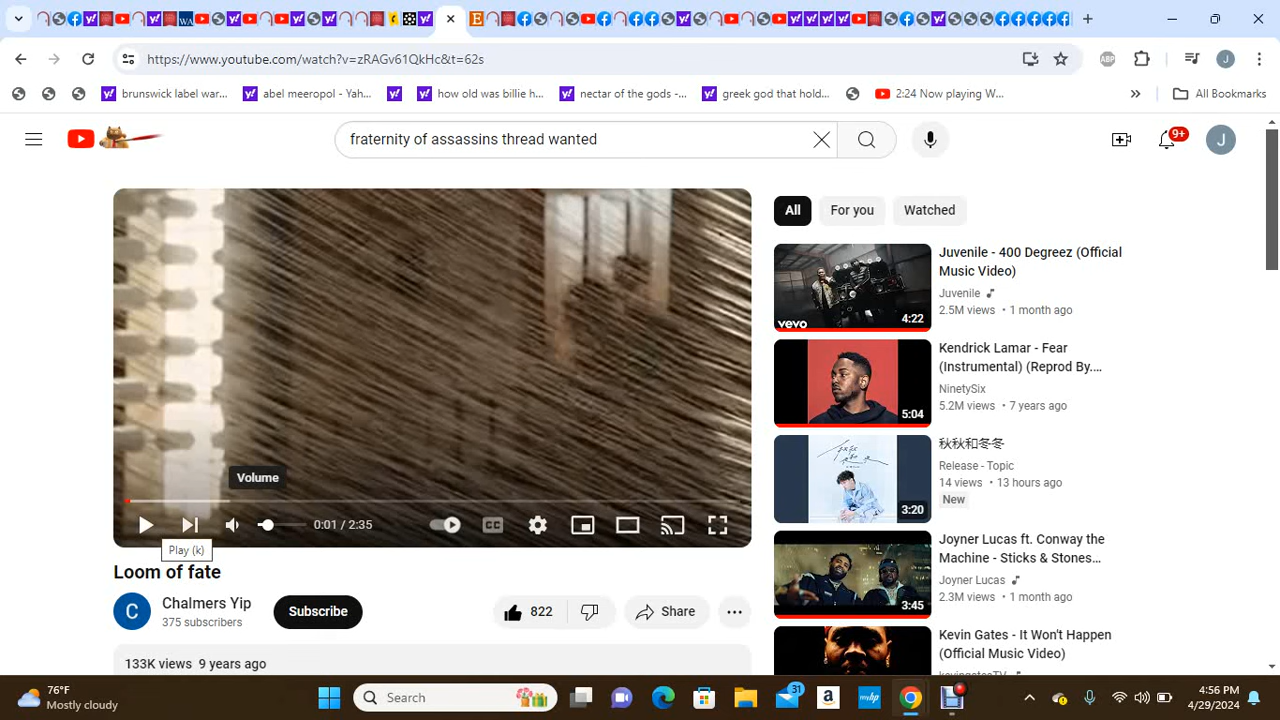 https://www.youtube.com/watch?v=zRAGv61QkHc&t=62s
ABP
J
brunswick label war...
abel meeropol - Yah...
how old was billie h...
nectar of the gods -...
greek god that hold...
2:24 Now playing W...
All Bookmarks
fraternity of assassins thread wanted
9+
J
All
For you
Watched
Juvenile - 400 Degreez (Official
Music Video)
Juvenile
2.5M views • 1 month ago
vevo
4:22
Kendrick Lamar - Fear
(Instrumental) (Reprod By....
NinetySix
5.2M views • 7 years ago
5:04
秋秋和冬冬
Release - Topic
14 views • 13 hours ago
New
3:20
Joyner Lucas ft. Conway the
Machine - Sticks & Stones...
Joyner Lucas
2.3M views • 1 month ago
3:45
Kevin Gates - It Won't Happen
(Official Music Video)
Volume
0:01 / 2:35
CC
Play (k)
Loom of fate
C
Chalmers Yip
375 subscribers
Subscribe
822
Share
133K views 9 years ago
76°F
Mostly cloudy
Search
31
4:56 PM
4/29/2024